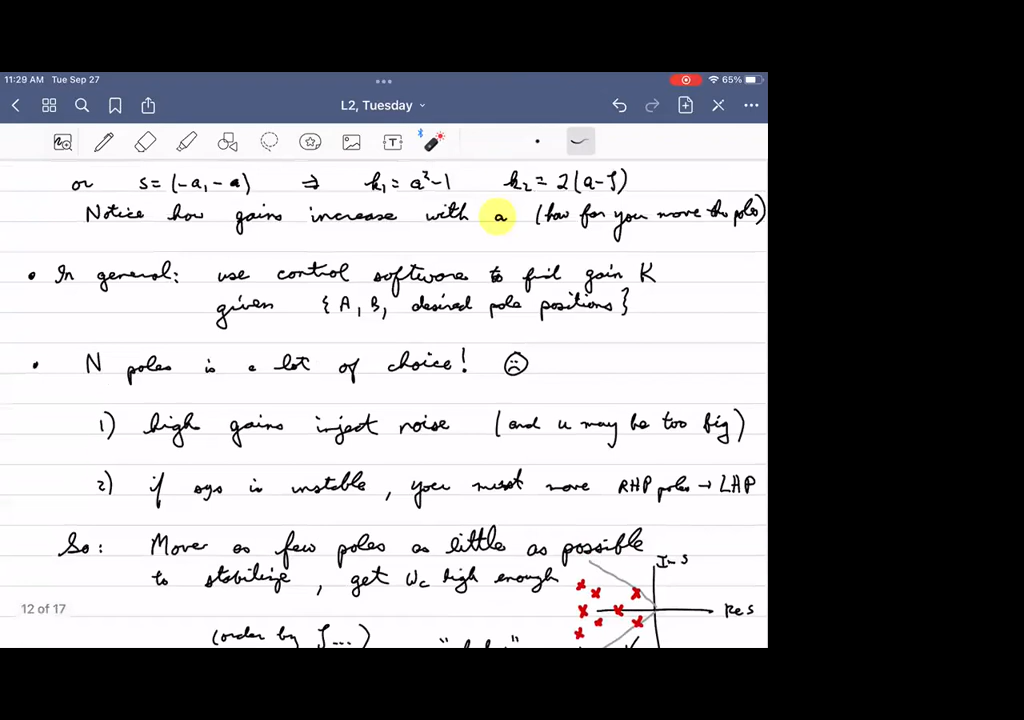 11:29 AM Tue Sep 27
65%
L2, Tuesday
or s = (-a, -a) ⇒ k₁ = a² - 1 k₂ = 2(a - ζ)
Notice how gains increase with a (how far you move the poles)
• In general: use control software to find gain K
given {A, B, desired pole positions}
• N poles is a lot of choice! ☹
1) high gains inject noise (and u may be too big)
2) if sys is unstable, you must move RHP poles → LHP
So: Move as few poles as little as possible
to stabilize, get ωc high enough
Im s
Re s
12 of 17
(order by ζ...)